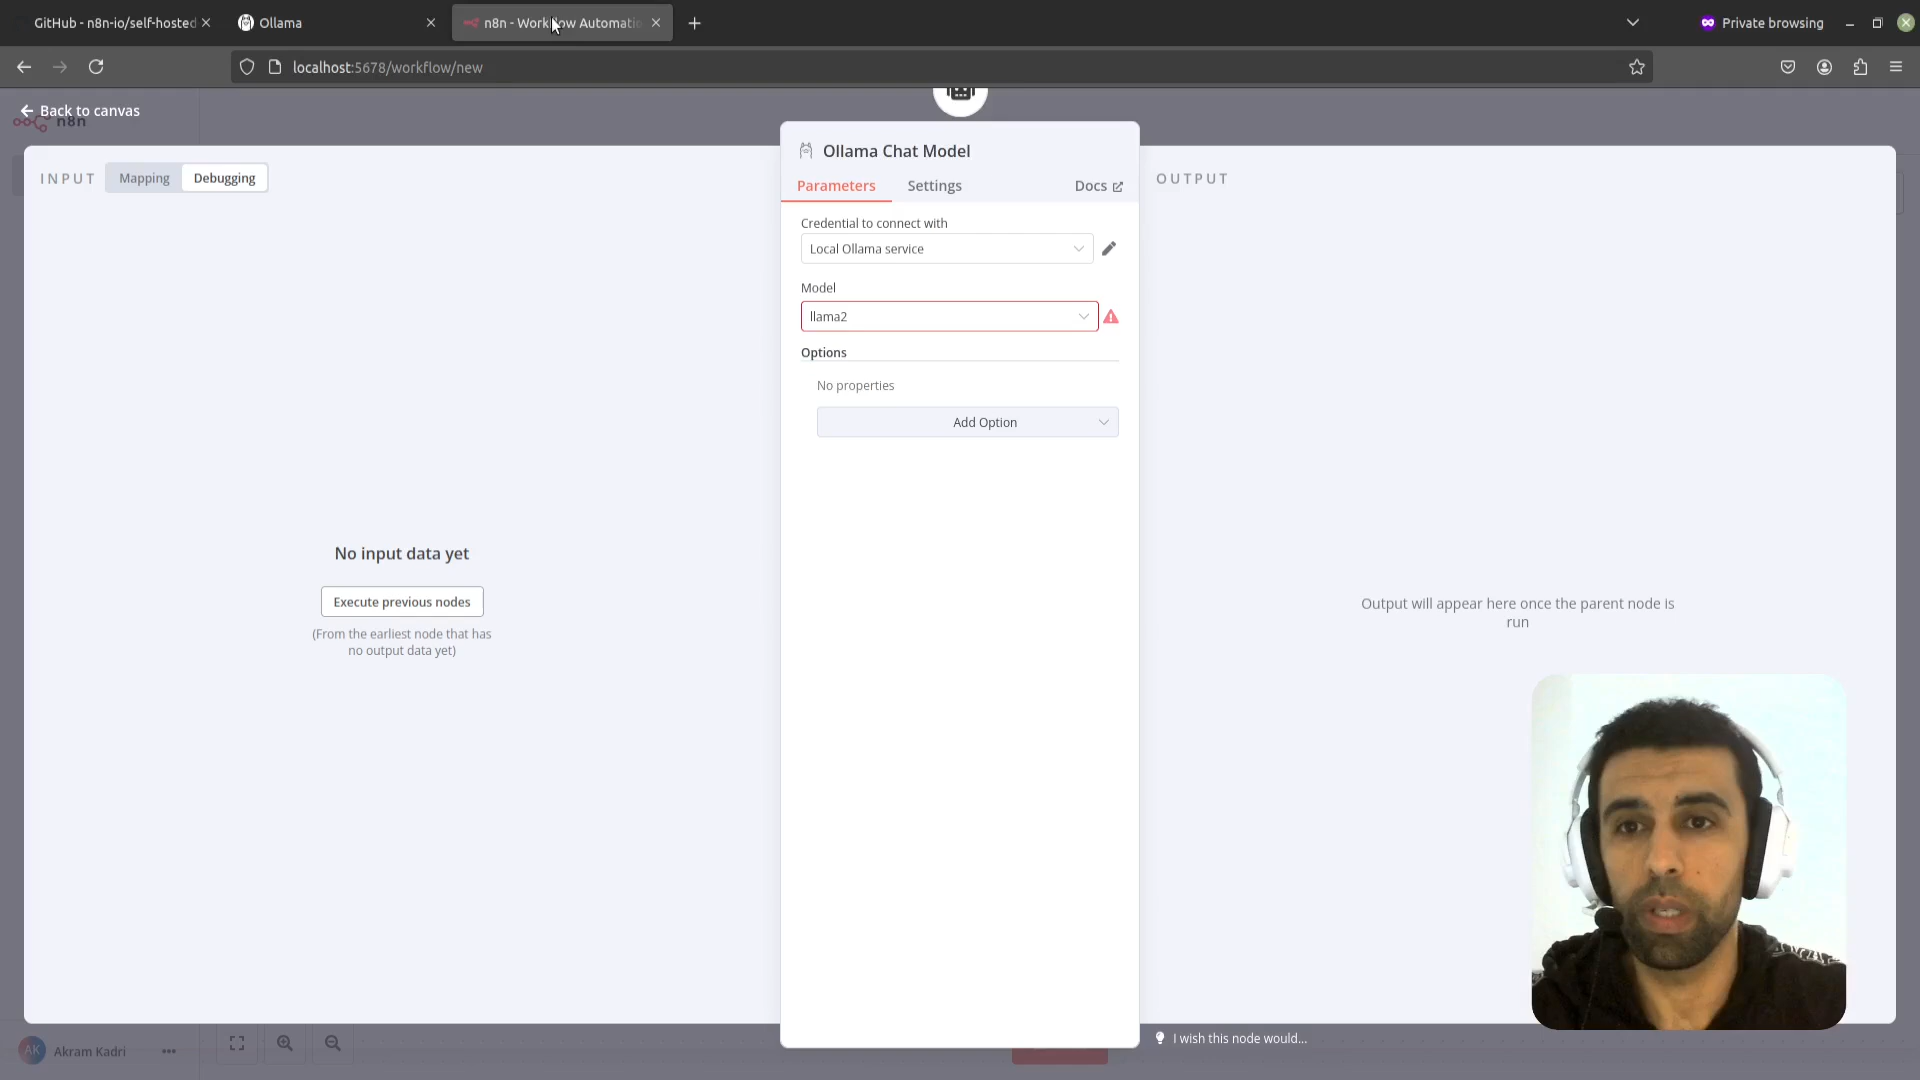 GitHub - n8n-io/self-hosted
Ollama
n8n - Workflow Automatio
Private browsing
localhost:5678/workflow/new
Back to canvas
n8n
Ollama Chat Model
INPUT
Mapping
Debugging
Parameters
Settings
Docs
OUTPUT
Credential to connect with
Local Ollama service
Model
llama2
Options
No properties
Add Option
No input data yet
Execute previous nodes
(From the earliest node that has
no output data yet)
Output will appear here once the parent node is
run
I wish this node would...
AK
Akram Kadri